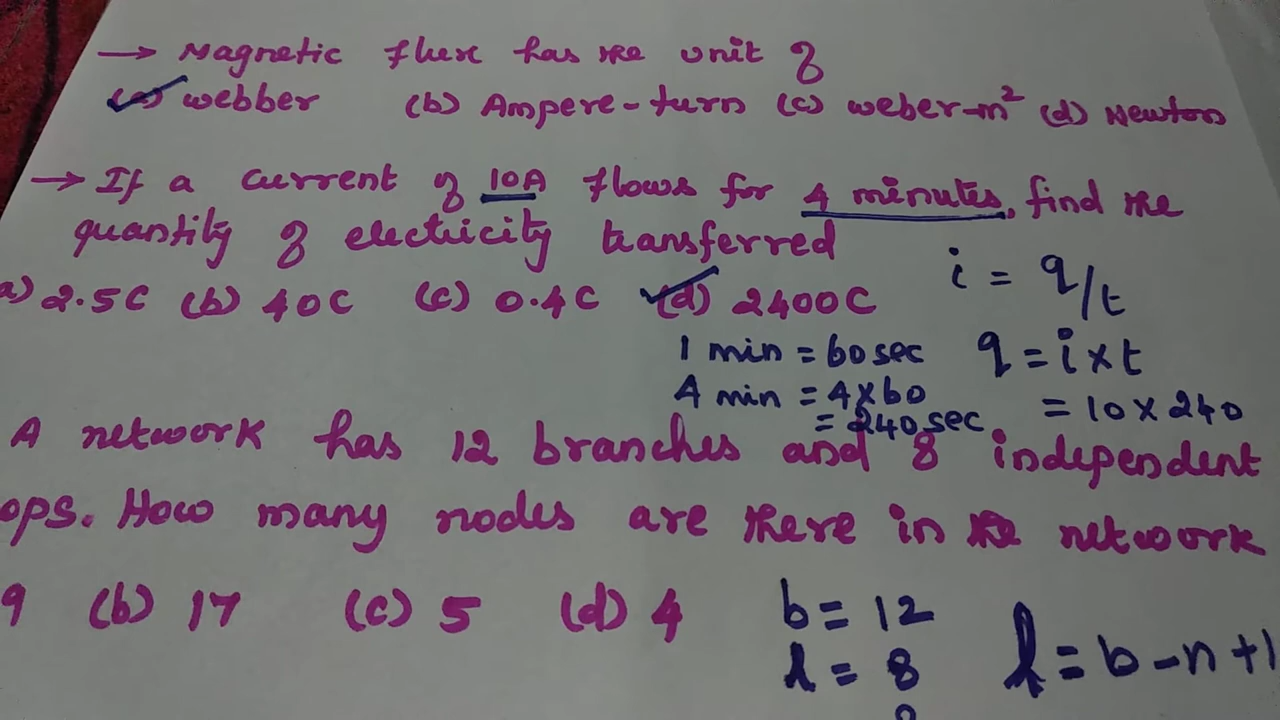 → Magnetic flux has the unit of
(a) webber (b) Ampere-turn (c) weber-m² (d) Newton
→ If a current of 10A flows for 4 minutes, find the
quantity of electricity transferred
a) 2.5C (b) 40C (c) 0.4C (d) 2400C
i = q/t
1 min = 60 sec
q = i × t
4 min = 4×60
= 240 sec
= 10 × 240
A network has 12 branches and 8 independent
ops. How many nodes are there in the network
9 (b) 17 (c) 5 (d) 4
b = 12
l = 8
l = b - n + 1